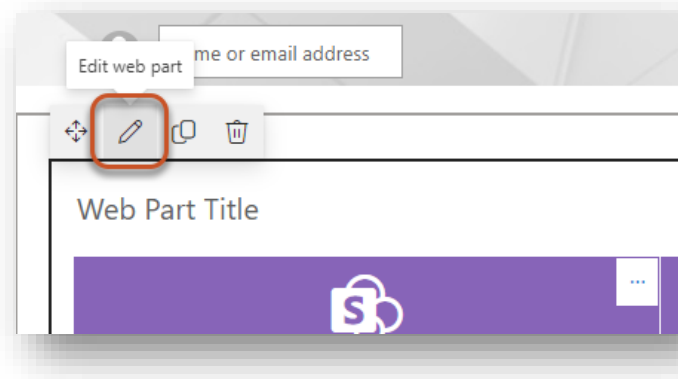 me or email address
Edit web part
Web Part Title
...
S